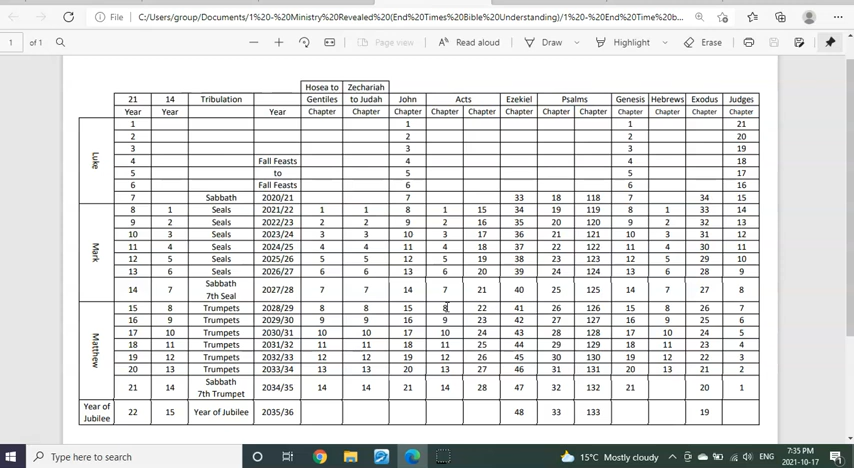 File C:/Users/group/Documents/1%20-%20Ministry%20Revealed%20(End%20Times%20Bible%20Understanding)/1%20-%20End%20Time%20b...
1 of 1 Page view Read aloud Draw Highlight Erase
Hosea to Zechariah
21 14 Tribulation Gentiles to Judah John Acts Ezekiel Psalms Genesis Hebrews Exodus Judges
Year Year Year Chapter Chapter Chapter Chapter Chapter Chapter Chapter Chapter Chapter Chapter Chapter Chapter
Luke
1 1 1 21
2 2 2 20
3 3 3 19
4 Fall Feasts 4 4 18
5 to 5 5 17
6 Fall Feasts 6 6 16
7 Sabbath 2020/21 7 33 18 118 7 34 15
Mark
8 1 Seals 2021/22 1 1 8 1 15 34 19 119 8 1 33 14
9 2 Seals 2022/23 2 2 9 2 16 35 20 120 9 2 32 13
10 3 Seals 2023/24 3 3 10 3 17 36 21 121 10 3 31 12
11 4 Seals 2024/25 4 4 11 4 18 37 22 122 11 4 30 11
12 5 Seals 2025/26 5 5 12 5 19 38 23 123 12 5 29 10
13 6 Seals 2026/27 6 6 13 6 20 39 24 124 13 6 28 9
14 7 Sabbath 2027/28 7 7 14 7 21 40 25 125 14 7 27 8
7th Seal
Matthew
15 8 Trumpets 2028/29 8 8 15 8 22 41 26 126 15 8 26 7
16 9 Trumpets 2029/30 9 9 16 9 23 42 27 127 16 9 25 6
17 10 Trumpets 2030/31 10 10 17 10 24 43 28 128 17 10 24 5
18 11 Trumpets 2031/32 11 11 18 11 25 44 29 129 18 11 23 4
19 12 Trumpets 2032/33 12 12 19 12 26 45 30 130 19 12 22 3
20 13 Trumpets 2033/34 13 13 20 13 27 46 31 131 20 13 21 2
21 14 Sabbath 2034/35 14 14 21 14 28 47 32 132 21 20 1
7th Trumpet
Year of Jubilee 22 15 Year of Jubilee 2035/36 48 33 133 19
Type here to search 15°C Mostly cloudy ENG 7:35 PM
2021-10-17